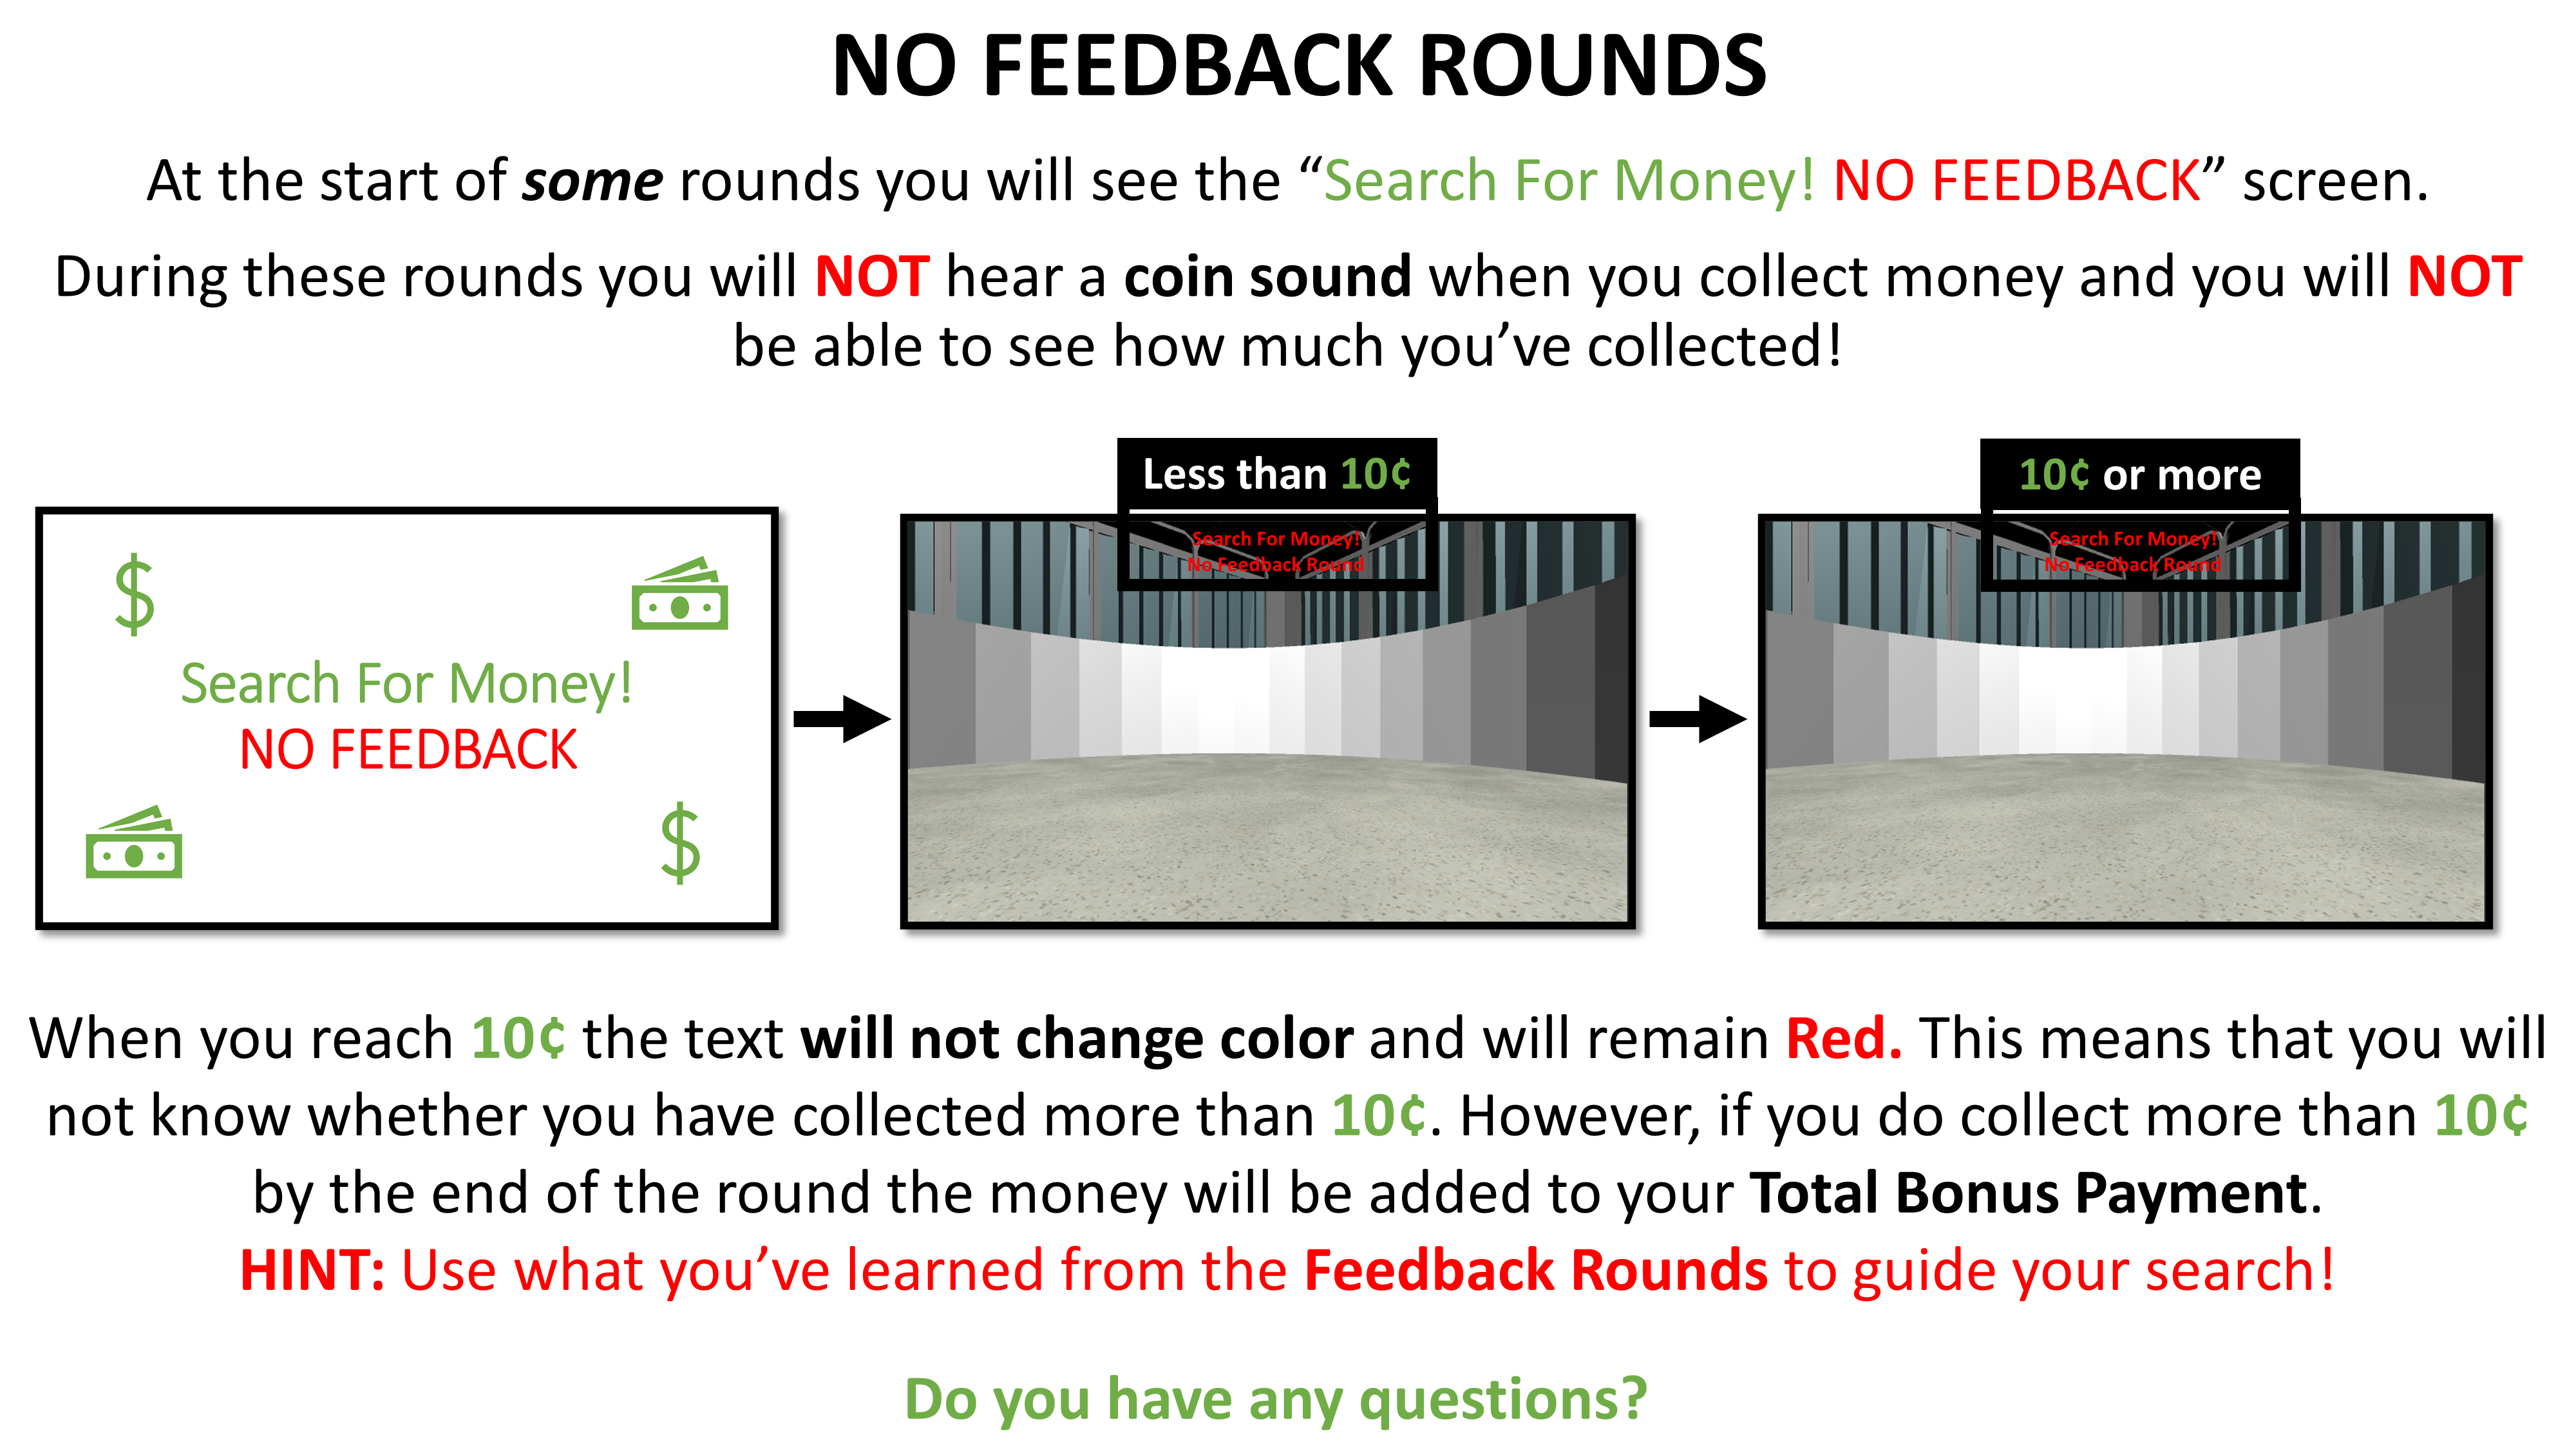 NO FEEDBACK ROUNDS
At the start of some rounds you will see the “Search For Money! NO FEEDBACK” screen.
During these rounds you will NOT hear a coin sound when you collect money and you will NOT
be able to see how much you’ve collected!
Less than 10¢
10¢ or more
$
Search For Money!
NO FEEDBACK
$
Search For Money!
No Feedback Round
Search For Money!
No Feedback Round
When you reach 10¢ the text will not change color and will remain Red. This means that you will
not know whether you have collected more than 10¢. However, if you do collect more than 10¢
by the end of the round the money will be added to your Total Bonus Payment.
HINT: Use what you’ve learned from the Feedback Rounds to guide your search!
Do you have any questions?